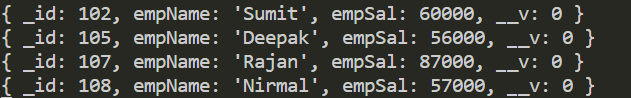 { _id: 102, empName: 'Sumit', empSal: 60000, __v: 0 }
{ _id: 105, empName: 'Deepak', empSal: 56000, __v: 0 }
{ _id: 107, empName: 'Rajan', empSal: 87000, __v: 0 }
{ _id: 108, empName: 'Nirmal', empSal: 57000, __v: 0 }